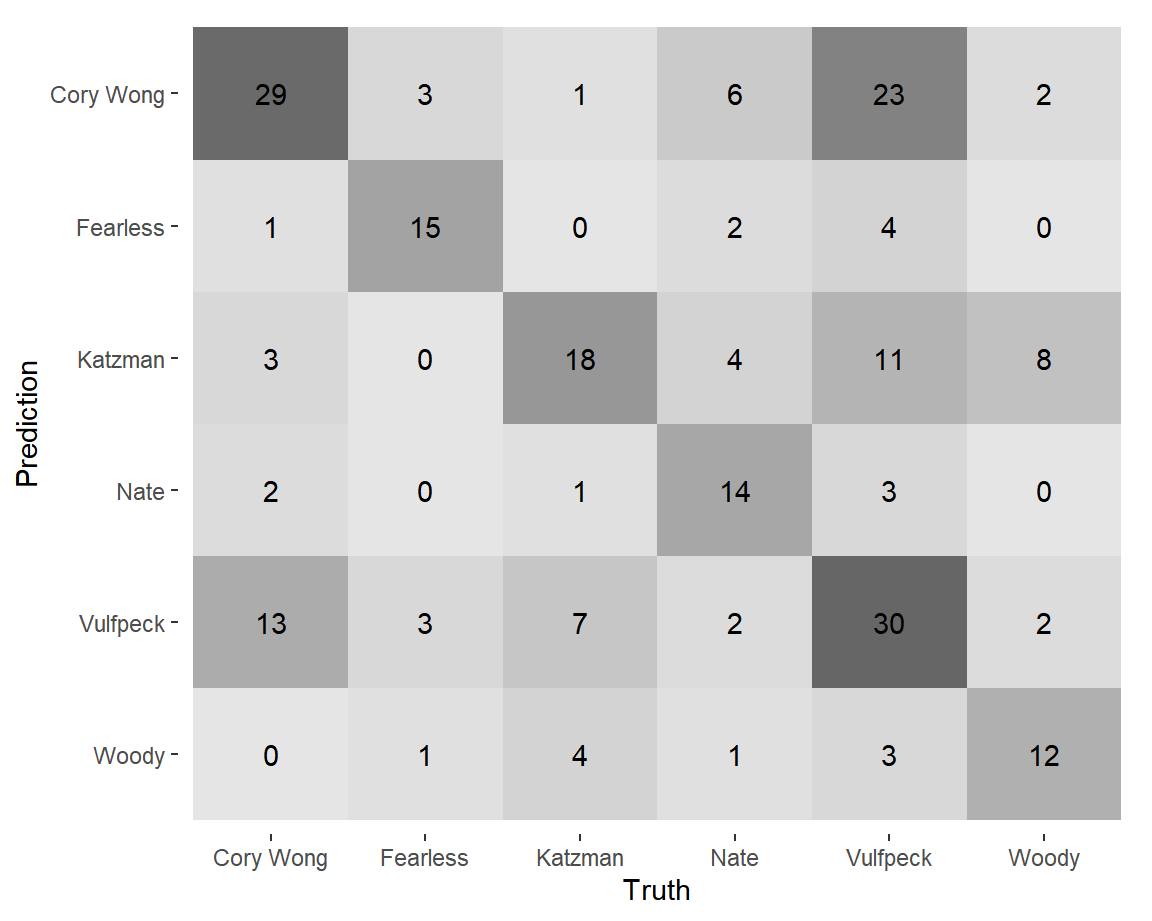 Cory Wong 29 3 1 6 23 2
Fearless 1 15 0 2 4 0
Katzman 3 0 18 4 11 8
Nate 2 0 1 14 3 0
Vulfpeck 13 3 7 2 30 2
Woody 0 1 4 1 3 12
Cory Wong Fearless Katzman Nate Vulfpeck Woody
Truth
Prediction